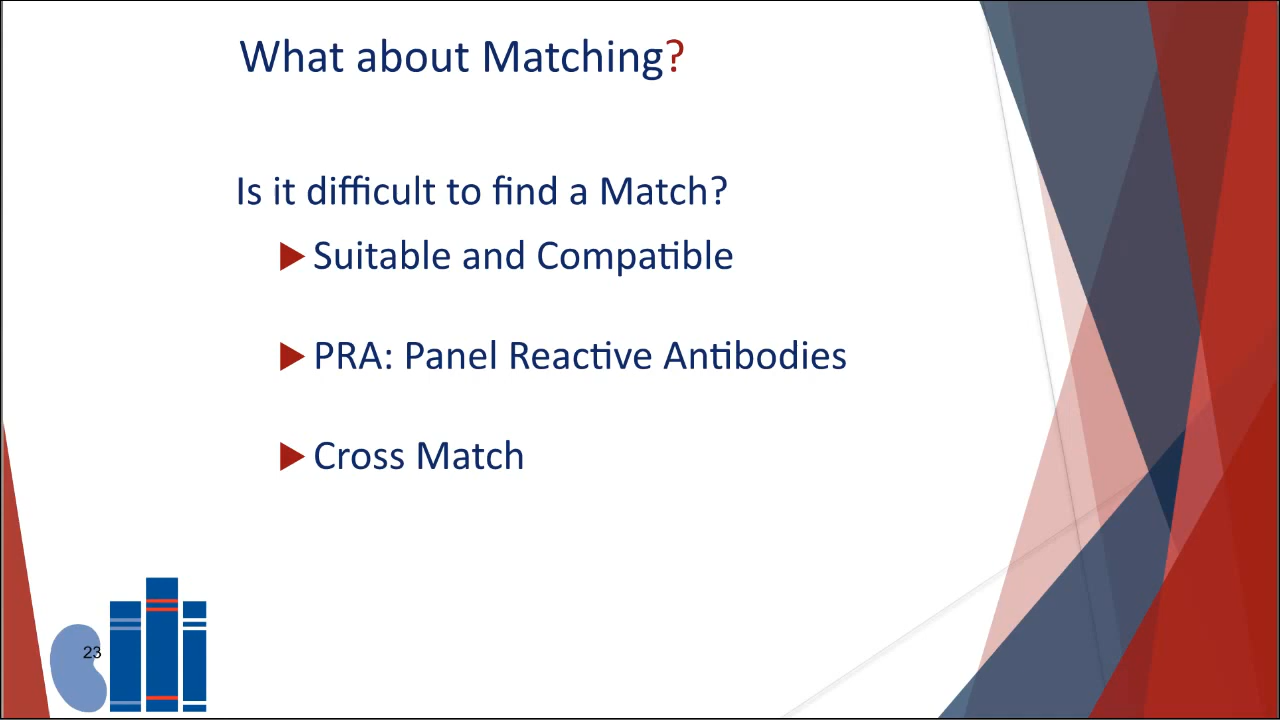 What about Matching?
Is it difficult to find a Match?
Suitable and Compatible
PRA: Panel Reactive Antibodies
Cross Match
23